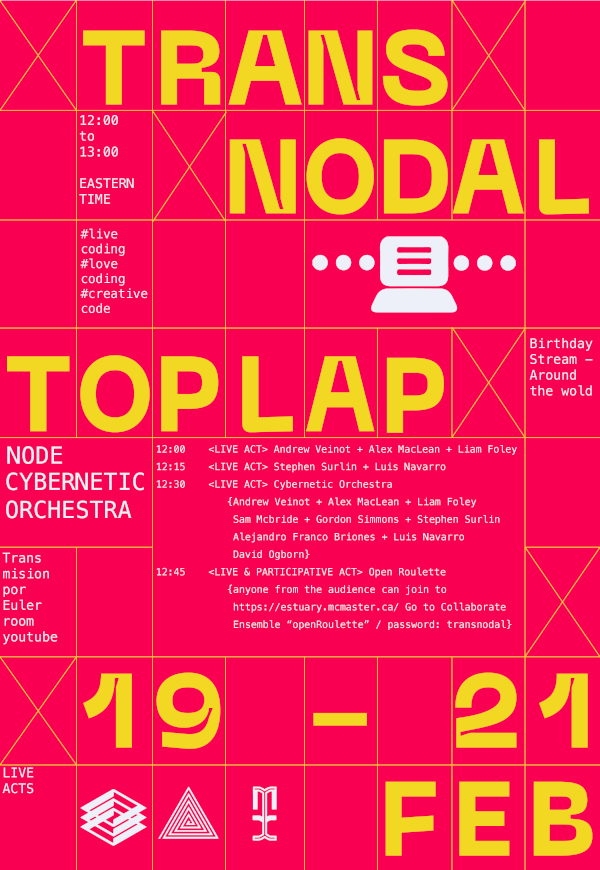 TRANS
12:00
to
13:00
EASTERN
TIME
NODAL
#live
coding
#love
coding
#creative
code
TOPLAP
Birthday
Stream –
Around
the wold
NODE
CYBERNETIC
ORCHESTRA
12:00 <LIVE ACT> Andrew Veinot + Alex MacLean + Liam Foley
12:15 <LIVE ACT> Stephen Surlin + Luis Navarro
12:30 <LIVE ACT> Cybernetic Orchestra
{Andrew Veinot + Alex MacLean + Liam Foley
Sam Mcbride + Gordon Simmons + Stephen Surlin
Alejandro Franco Briones + Luis Navarro
David Ogborn}
12:45 <LIVE & PARTICIPATIVE ACT> Open Roulette
{anyone from the audience can join to
https://estuary.mcmaster.ca/ Go to Collaborate
Ensemble “openRoulette” / password: transnodal}
Trans
mision
por
Euler
room
youtube
19 – 21
LIVE
ACTS
FEB